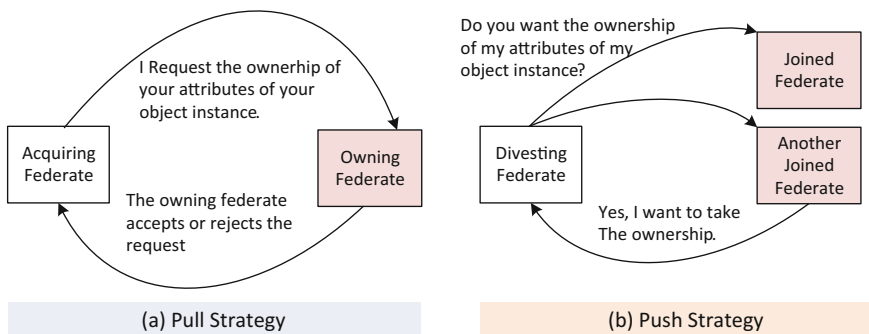 I Request the ownerhip of
your attributes of your
object instance.
Acquiring
Federate
Owning
Federate
The owning federate
accepts or rejects the
request
(a) Pull Strategy
Do you want the ownership
of my attributes of my
object instance?
Joined
Federate
Divesting
Federate
Another
Joined
Federate
Yes, I want to take
The ownership.
(b) Push Strategy